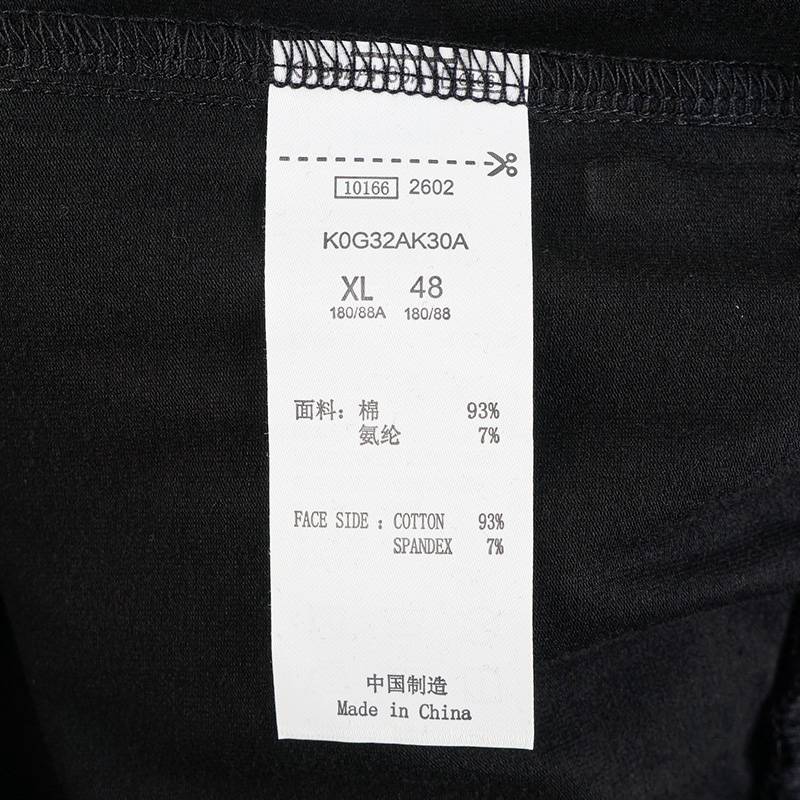 10166 2602
K0G32AK30A
XL 48
180/88A 180/88
面料：棉 93%
氨纶 7%
FACE SIDE : COTTON 93%
SPANDEX 7%
中国制造
Made in China